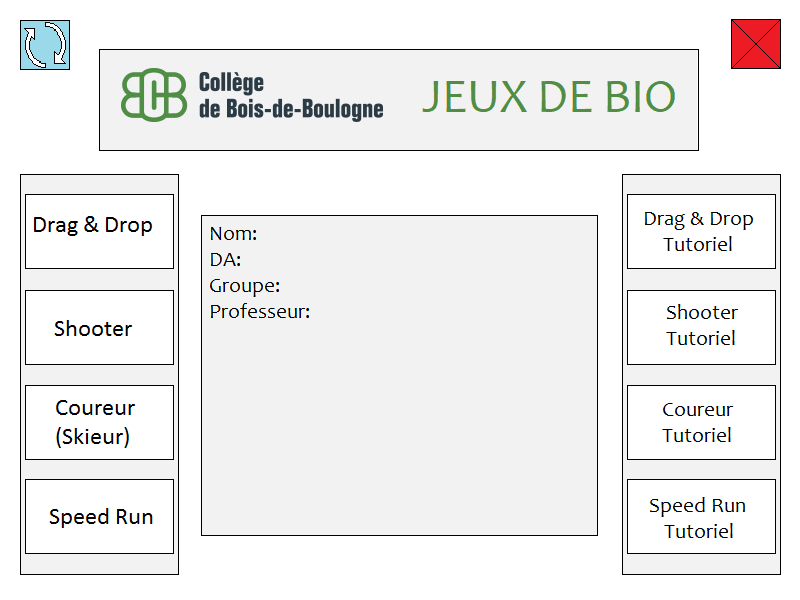 Collège
de Bois-de-Boulogne
JEUX DE BIO
Drag & Drop
Shooter
Coureur
(Skieur)
Speed Run
Nom:
DA:
Groupe:
Professeur:
Drag & Drop
Tutoriel
Shooter
Tutoriel
Coureur
Tutoriel
Speed Run
Tutoriel